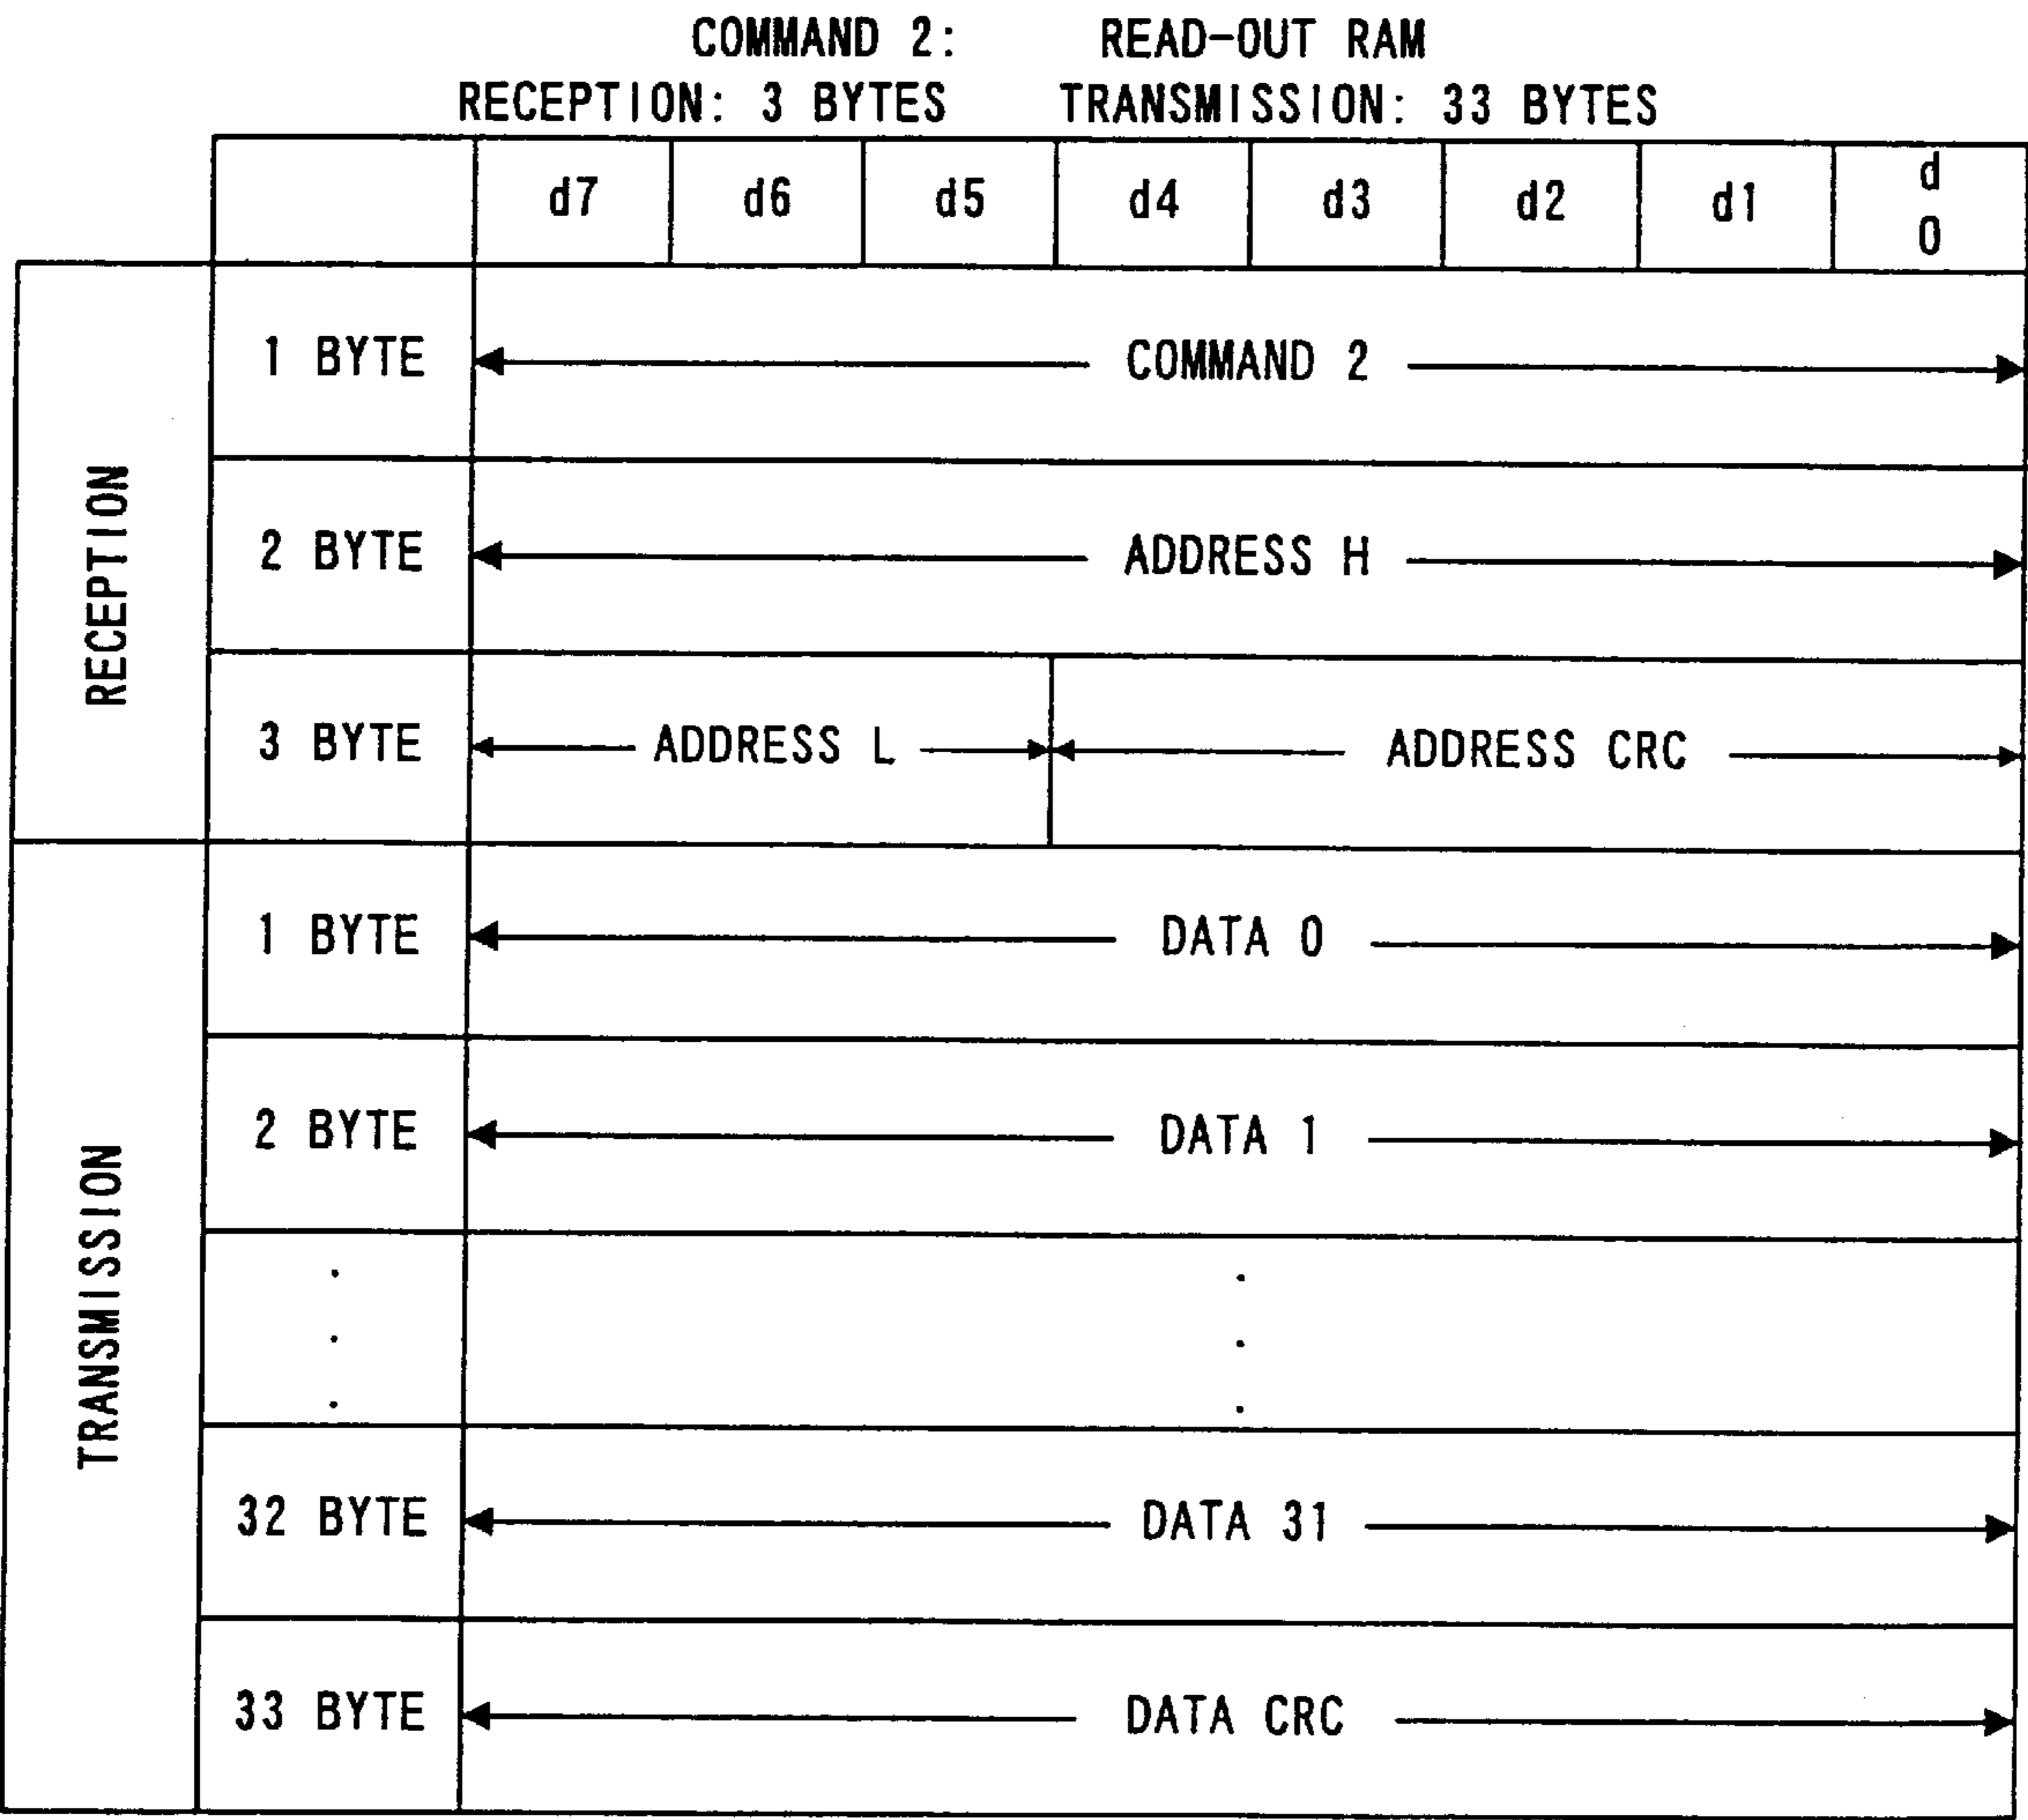 COMMAND 2: READ-OUT RAM
RECEPTION: 3 BYTES TRANSMISSION: 33 BYTES
d7 d6 d5 d4 d3 d2 d1 d0
RECEPTION
1 BYTE COMMAND 2
2 BYTE ADDRESS H
3 BYTE ADDRESS L ADDRESS CRC
TRANSMISSION
1 BYTE DATA 0
2 BYTE DATA 1
. .
. .
. .
32 BYTE DATA 31
33 BYTE DATA CRC